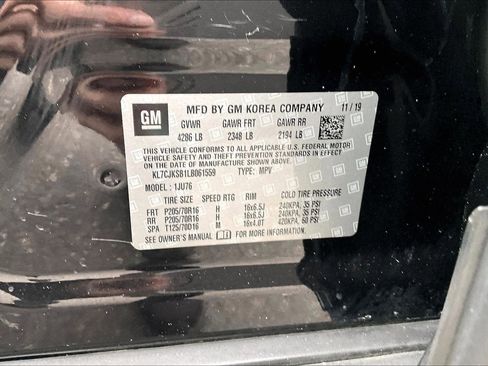 GM
MFD BY GM KOREA COMPANY 11/19
GVWR GAWR FRT GAWR RR
4286 LB 2348 LB 2194 LB
THIS VEHICLE CONFORMS TO ALL APPLICABLE U.S. FEDERAL MOTOR
VEHICLE SAFETY AND THEFT PREVENTION STANDARDS IN EFFECT ON
THE DATE OF MANUFACTURE SHOWN ABOVE.
KL7CJKSB1LB061559 TYPE: MPV
MODEL: 1JU76
TIRE SIZE SPEED RTG RIM COLD TIRE PRESSURE
FRT P205/70R16 H 16x6.5J 240KPA, 35 PSI
RR P205/70R16 H 16x6.5J 240KPA, 35 PSI
SPA T125/70D16 M 16x4.0T 420KPA, 60 PSI
SEE OWNER'S MANUAL i FOR MORE INFORMATION.